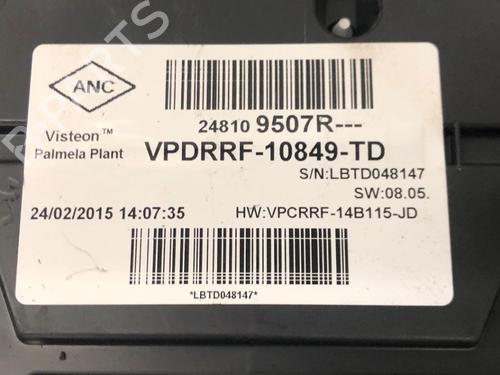 ANC
24810 9507R---
Visteon™
Palmela Plant
VPDRRF-10849-TD
S/N:LBTD048147
SW:08.05.
24/02/2015 14:07:35
HW:VPCRRF-14B115-JD
*LBTD048147*